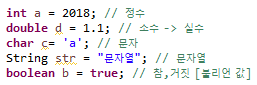 int a = 2018; // 정수
double d = 1.1; // 소수 -> 실수
char c= 'a'; // 문자
String str = "문자열"; // 문자열
boolean b = true; // 참,거짓 [불리언 값]